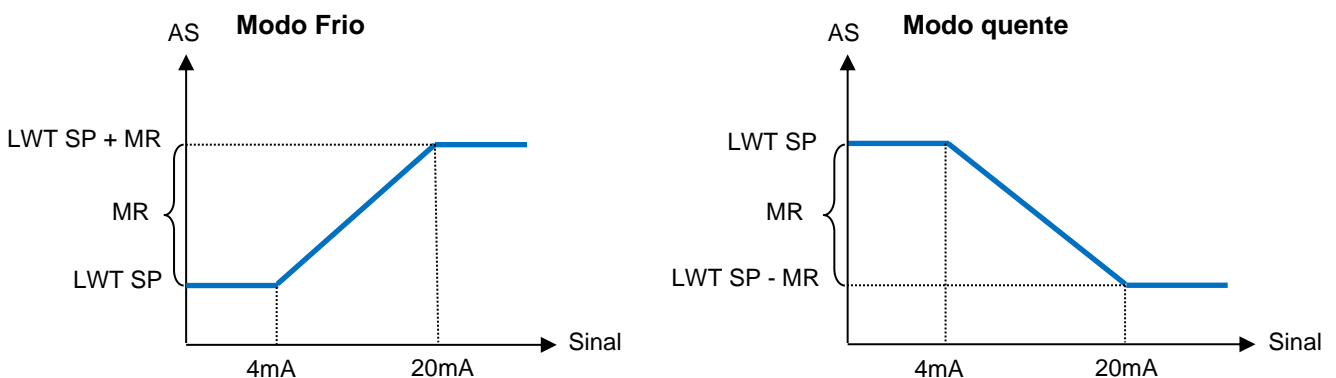 Modo Frio
AS
LWT SP + MR
MR
LWT SP
4mA
20mA
Sinal
Modo quente
AS
LWT SP
MR
LWT SP - MR
4mA
20mA
Sinal